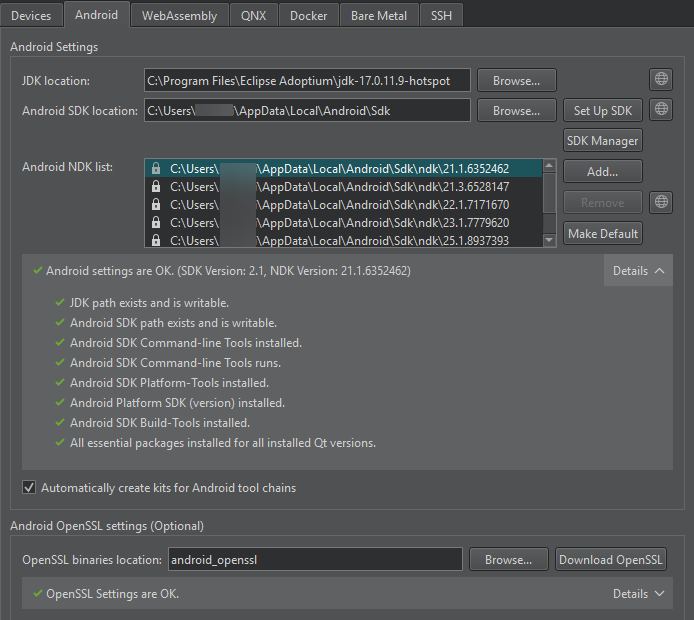 Devices Android WebAssembly QNX Docker Bare Metal SSH
Android Settings
JDK location: C:\Program Files\Eclipse Adoptium\jdk-17.0.11.9-hotspot Browse...
Android SDK location: C:\Users\ \AppData\Local\Android\Sdk Browse... Set Up SDK
SDK Manager
Android NDK list: C:\Users\ \AppData\Local\Android\Sdk\ndk\21.1.6352462 Add...
C:\Users\ \AppData\Local\Android\Sdk\ndk\21.3.6528147
C:\Users\ \AppData\Local\Android\Sdk\ndk\22.1.7171670 Remove
C:\Users\ \AppData\Local\Android\Sdk\ndk\23.1.7779620
C:\Users\ \AppData\Local\Android\Sdk\ndk\25.1.8937393 Make Default
Android settings are OK. (SDK Version: 2.1, NDK Version: 21.1.6352462) Details
JDK path exists and is writable.
Android SDK path exists and is writable.
Android SDK Command-line Tools installed.
Android SDK Command-line Tools runs.
Android SDK Platform-Tools installed.
Android Platform SDK (version) installed.
Android SDK Build-Tools installed.
All essential packages installed for all installed Qt versions.
Automatically create kits for Android tool chains
Android OpenSSL settings (Optional)
OpenSSL binaries location: android_openssl Browse... Download OpenSSL
OpenSSL Settings are OK. Details